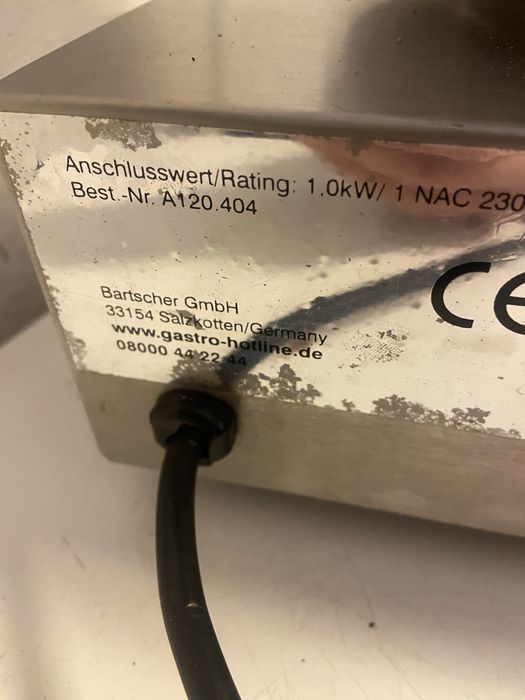 Anschlusswert/Rating: 1.0kW/ 1 NAC 230
Best.-Nr. A120.404
Bartscher GmbH
33154 Salzkotten/Germany
www.gastro-hotline.de
08000 44 22 44
CE